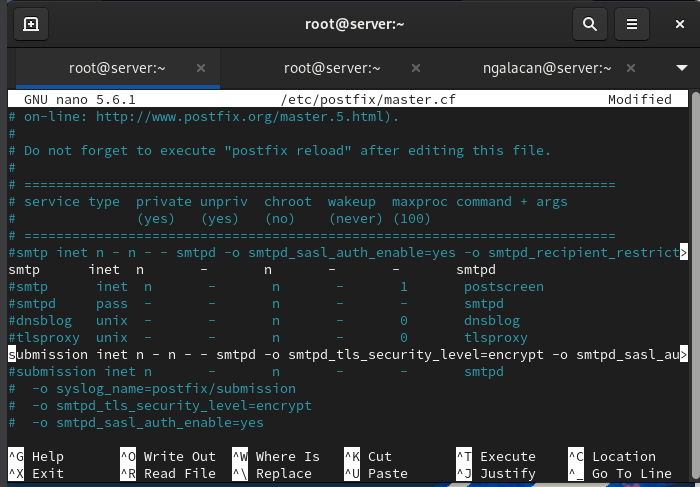 root@server:~
root@server:~ × root@server:~ × ngalacan@server:~ ×
GNU nano 5.6.1 /etc/postfix/master.cf Modified
# on-line: http://www.postfix.org/master.5.html).
#
# Do not forget to execute "postfix reload" after editing this file.
#
# ==========================================================================
# service type  private unpriv  chroot  wakeup  maxproc command + args
#               (yes)   (yes)   (no)    (never) (100)
# ==========================================================================
#smtp inet n - n - - smtpd -o smtpd_sasl_auth_enable=yes -o smtpd_recipient_restrict>
smtp      inet  n       -       n       -       -       smtpd
#smtp      inet  n       -       n       -       1       postscreen
#smtpd     pass  -       -       n       -       -       smtpd
#dnsblog   unix  -       -       n       -       0       dnsblog
#tlsproxy  unix  -       -       n       -       0       tlsproxy
submission inet n - n - - smtpd -o smtpd_tls_security_level=encrypt -o smtpd_sasl_au>
#submission inet n       -       n       -       -       smtpd
#  -o syslog_name=postfix/submission
#  -o smtpd_tls_security_level=encrypt
#  -o smtpd_sasl_auth_enable=yes
^G Help ^O Write Out ^W Where Is ^K Cut ^T Execute ^C Location
^X Exit ^R Read File ^\ Replace ^U Paste ^J Justify ^_ Go To Line